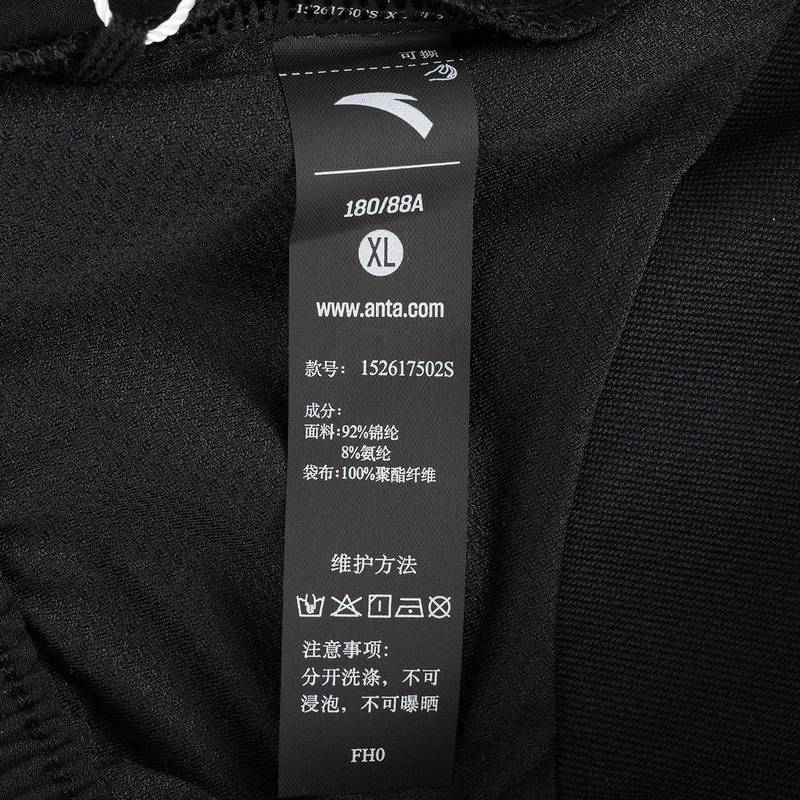 可撕
180/88A
XL
www.anta.com
款号：152617502S
成分：
面料:92%锦纶
8%氨纶
袋布:100%聚酯纤维
维护方法
注意事项:
分开洗涤，不可
浸泡，不可曝晒
FH0